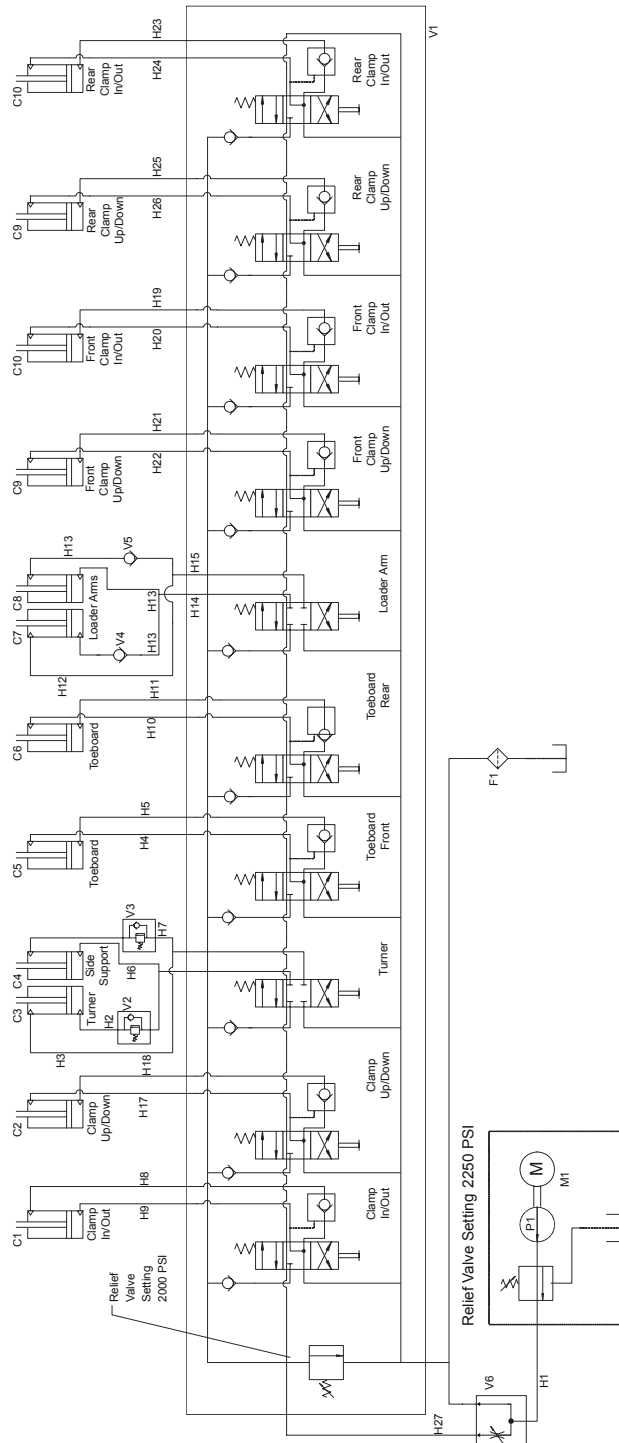 C1
Clamp
In/Out
H8
H9
C2
Clamp
Up/Down
H17
H18
C3
Turner
H3
H2
V2
C4
Side
Support
H6
V3
H7
C5
Toeboard
H5
H4
C6
Toeboard
H11
H10
C7
C8
Loader Arms
H12
V4
H13
H13
H13
V5
H14
H15
C9
Front
Clamp
Up/Down
H21
H22
C10
Front
Clamp
In/Out
H19
H20
C9
Rear
Clamp
Up/Down
H25
H26
C10
Rear
Clamp
In/Out
H23
H24
Relief
Valve
Setting
2000 PSI
Clamp
In/Out
Clamp
Up/Down
Turner
Toeboard
Front
Toeboard
Rear
Loader Arm
Front
Clamp
Up/Down
Front
Clamp
In/Out
Rear
Clamp
Up/Down
Rear
Clamp
In/Out
V1
H27
V6
H1
Relief Valve Setting 2250 PSI
P1
M
M1
F1